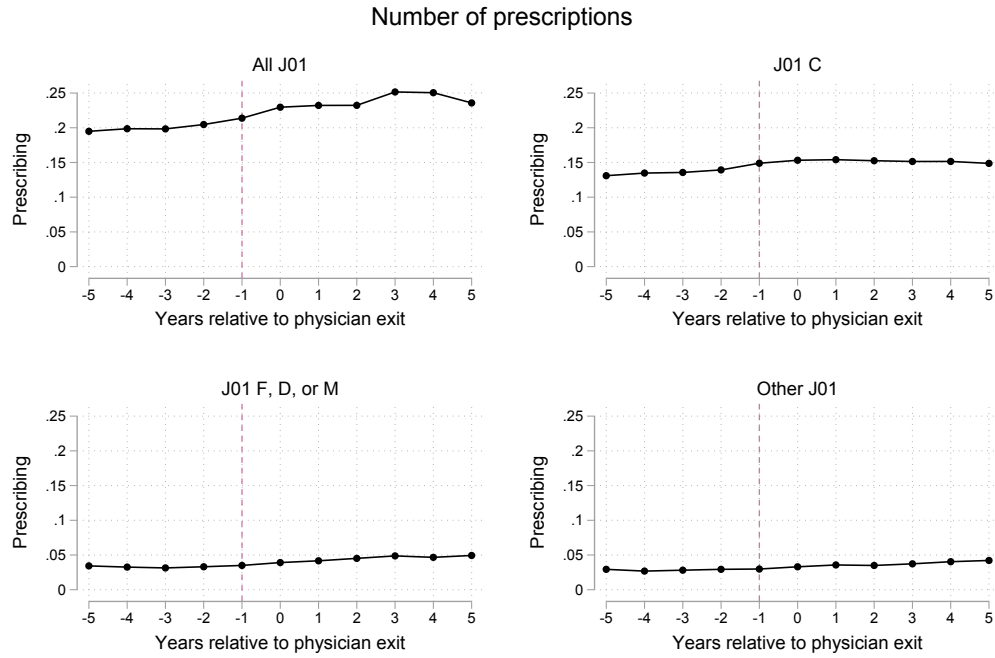 Number of prescriptions
All J01
Prescribing
.25
.2
.15
.1
.05
0
-5 -4 -3 -2 -1 0 1 2 3 4 5
Years relative to physician exit
J01 C
Prescribing
.25
.2
.15
.1
.05
0
-5 -4 -3 -2 -1 0 1 2 3 4 5
Years relative to physician exit
J01 F, D, or M
Prescribing
.25
.2
.15
.1
.05
0
-5 -4 -3 -2 -1 0 1 2 3 4 5
Years relative to physician exit
Other J01
Prescribing
.25
.2
.15
.1
.05
0
-5 -4 -3 -2 -1 0 1 2 3 4 5
Years relative to physician exit